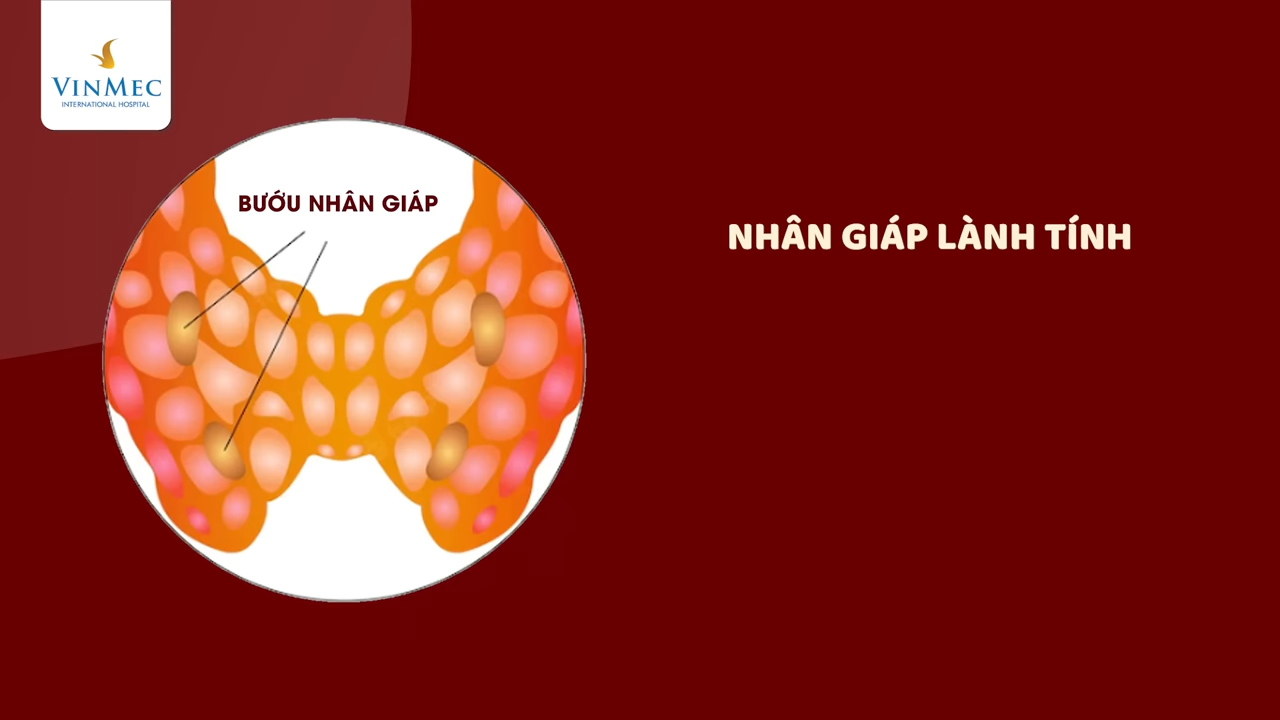 VINMEC
INTERNATIONAL HOSPITAL
BƯỚU NHÂN GIÁP
NHÂN GIÁP LÀNH TÍNH